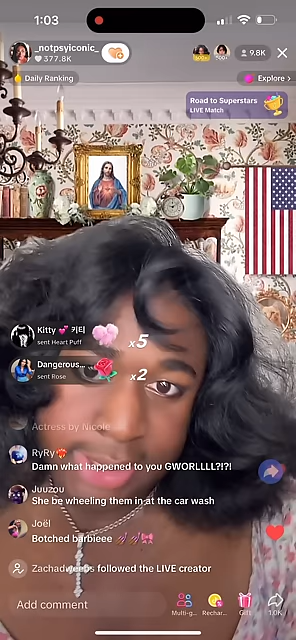 1:03
_notpsyiconic_
377.8K
9.8K
Daily Ranking
Explore >
Road to Superstars
LIVE Match
Kitty 💕 키티
sent Heart Puff
x5
Dangerous...
sent Rose
x2
Actress by Nicole
RyRy❤️‍🔥
Damn what happened to you GWORLLLL?!?!
Juuzou
She be wheeling them in at the car wash
Joël
Botched barbieee 💅🏾💅🏾🎀
followed the LIVE creator
Add comment
Multi-g...
Rechar...
Gift
1.0K